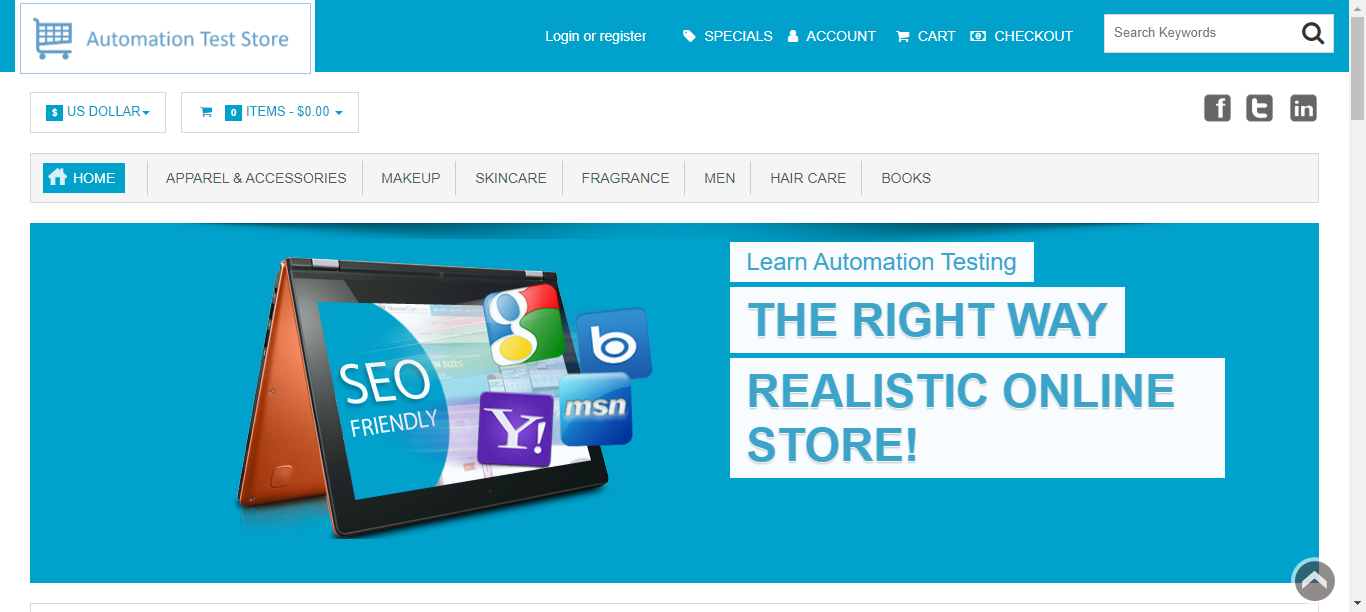 Automation Test Store
Login or register SPECIALS ACCOUNT CART CHECKOUT Search Keywords
$ US DOLLAR 0 ITEMS - $0.00 f t in
HOME APPAREL & ACCESSORIES MAKEUP SKINCARE FRAGRANCE MEN HAIR CARE BOOKS
Learn Automation Testing
THE RIGHT WAY
REALISTIC ONLINE
STORE!
SEO
FRIENDLY
g
b
msn
Y!